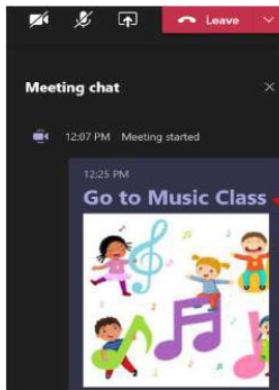 Leave
Meeting chat
12:07 PM Meeting started
12:25 PM
Go to Music Class